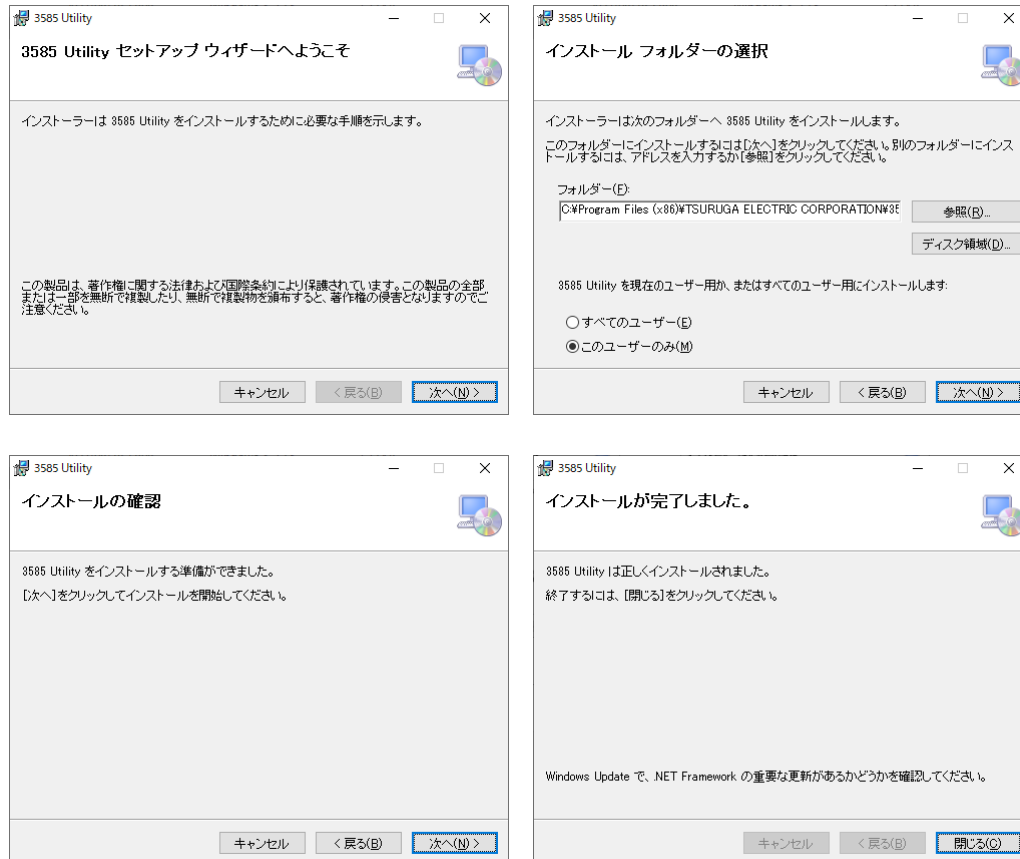 3585 Utility
3585 Utility セットアップ ウィザードへようこそ
インストーラーは 3585 Utility をインストールするために必要な手順を示します。
この製品は、著作権に関する法律および国際条約により保護されています。この製品の全部
または一部を無断で複製したり、無断で複製物を頒布すると、著作権の侵害となりますのでご
注意ください。
キャンセル
< 戻る(B)
次へ(N) >
3585 Utility
インストール フォルダーの選択
インストーラーは次のフォルダーへ 3585 Utility をインストールします。
このフォルダーにインストールするには[次へ]をクリックしてください。別のフォルダーにインス
トールするには、アドレスを入力するか[参照]をクリックしてください。
フォルダー(F):
C:¥Program Files (x86)¥TSURUGA ELECTRIC CORPORATION¥35
参照(R)...
ディスク領域(D)...
3585 Utility を現在のユーザー用か、またはすべてのユーザー用にインストールします:
すべてのユーザー(E)
このユーザーのみ(M)
キャンセル
< 戻る(B)
次へ(N) >
3585 Utility
インストールの確認
3585 Utility をインストールする準備ができました。
[次へ]をクリックしてインストールを開始してください。
キャンセル
< 戻る(B)
次へ(N) >
3585 Utility
インストールが完了しました。
3585 Utility は正しくインストールされました。
終了するには、[閉じる]をクリックしてください。
Windows Update で、.NET Framework の重要な更新があるかどうかを確認してください。
キャンセル
< 戻る(B)
閉じる(C)